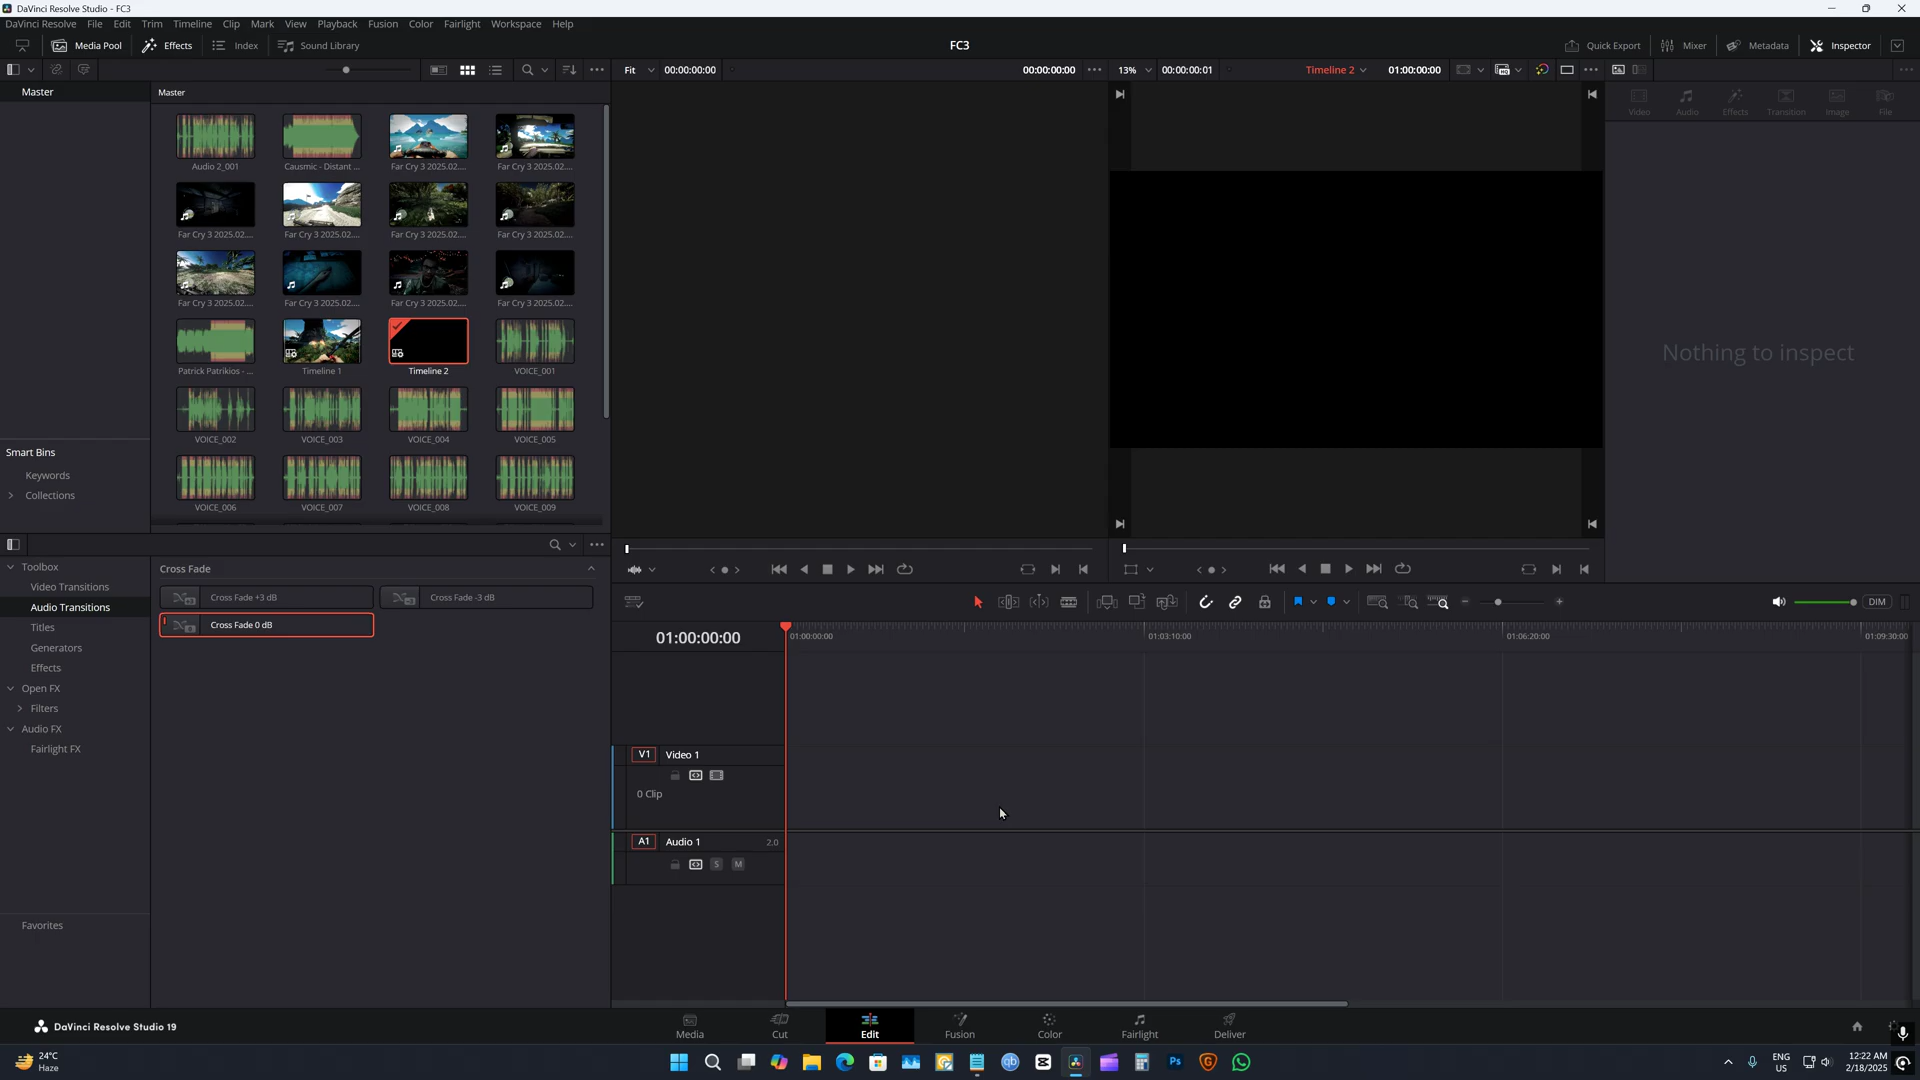 DaVinci Resolve Studio - FC3
DaVinci Resolve File Edit Trim Timeline Clip Mark View Playback Fusion Color Fairlight Workspace Help
Media Pool Effects Index Sound Library FC3 Quick Export Mixer Metadata Inspector
Fit 00:00:00:00 00:00:00:00 13% 00:00:00:01 Timeline 2 01:00:00:00
Master Master
Video Audio Effects Transition Image File
Audio 2_001 Causmic - Distant ... Far Cry 3 2025.02.... Far Cry 3 2025.02....
Far Cry 3 2025.02.... Far Cry 3 2025.02.... Far Cry 3 2025.02.... Far Cry 3 2025.02....
Far Cry 3 2025.02.... Far Cry 3 2025.02.... Far Cry 3 2025.02.... Far Cry 3 2025.02....
Nothing to inspect
Patrick Patrikios - ... Timeline 1 Timeline 2 VOICE_001
VOICE_002 VOICE_003 VOICE_004 VOICE_005
Smart Bins
Keywords
Collections
VOICE_006 VOICE_007 VOICE_008 VOICE_009
Toolbox
Video Transitions
Audio Transitions
Titles
Generators
Effects
Open FX
Filters
Audio FX
Fairlight FX
Favorites
Cross Fade
Cross Fade +3 dB Cross Fade -3 dB
Cross Fade 0 dB
DIM
01:00:00:00 01:00:00:00 01:03:10:00 01:06:20:00 01:09:30:00
V1 Video 1
0 Clip
A1 Audio 1 2.0
S M
DaVinci Resolve Studio 19
Media Cut Edit Fusion Color Fairlight Deliver
24°C
Haze
ENG
US
12:22 AM
2/18/2025